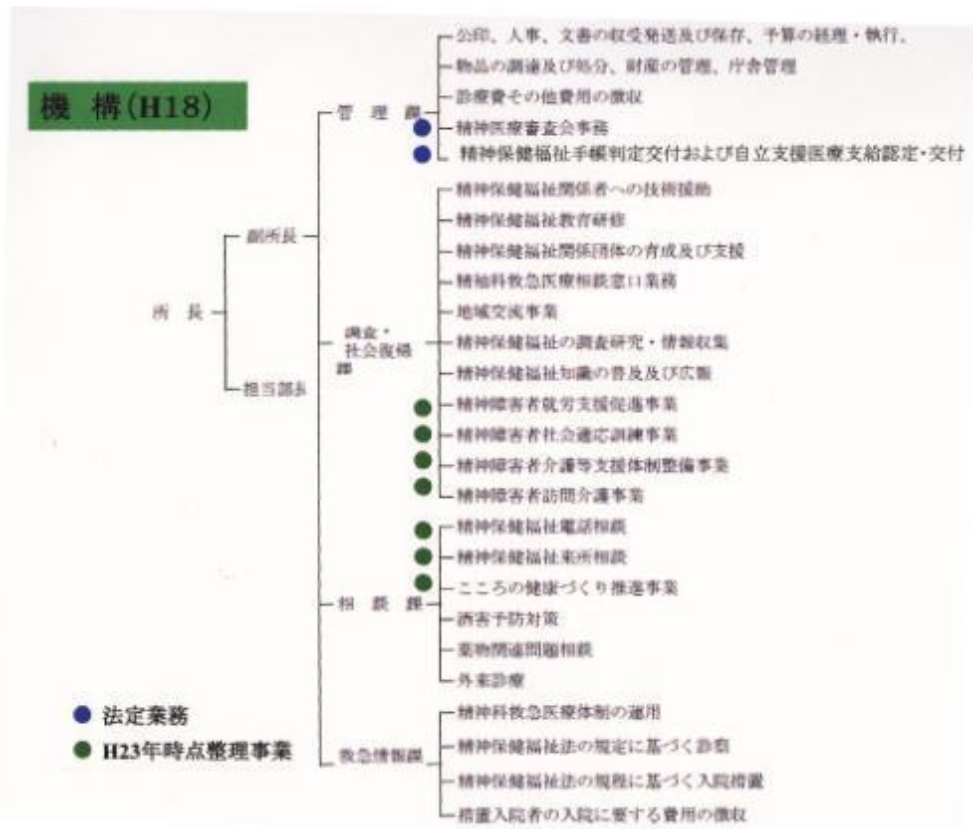 機 構(H18)
所 長
副所長
担当部長
管 理 課
公印、人事、文書の収受発送及び保存、予算の経理・執行、
物品の調達及び処分、財産の管理、庁舎管理
診療費その他費用の徴収
精神医療審査会事務
精神保健福祉手帳判定交付および自立支援医療支給認定・交付
調査・
社会復帰
課
精神保健福祉関係者への技術援助
精神保健福祉教育研修
精神保健福祉関係団体の育成及び支援
精神科救急医療相談窓口業務
地域交流事業
精神保健福祉の調査研究・情報収集
精神保健福祉知識の普及及び広報
精神障害者就労支援促進事業
精神障害者社会適応訓練事業
精神障害者介護等支援体制整備事業
精神障害者訪問介護事業
相 談 課
精神保健福祉電話相談
精神保健福祉来所相談
こころの健康づくり推進事業
酒害予防対策
薬物関連問題相談
外来診療
救急情報課
精神科救急医療体制の運用
精神保健福祉法の規定に基づく診察
精神保健福祉法の規程に基づく入院措置
措置入院者の入院に要する費用の徴収
法定業務
H23年時点整理事業